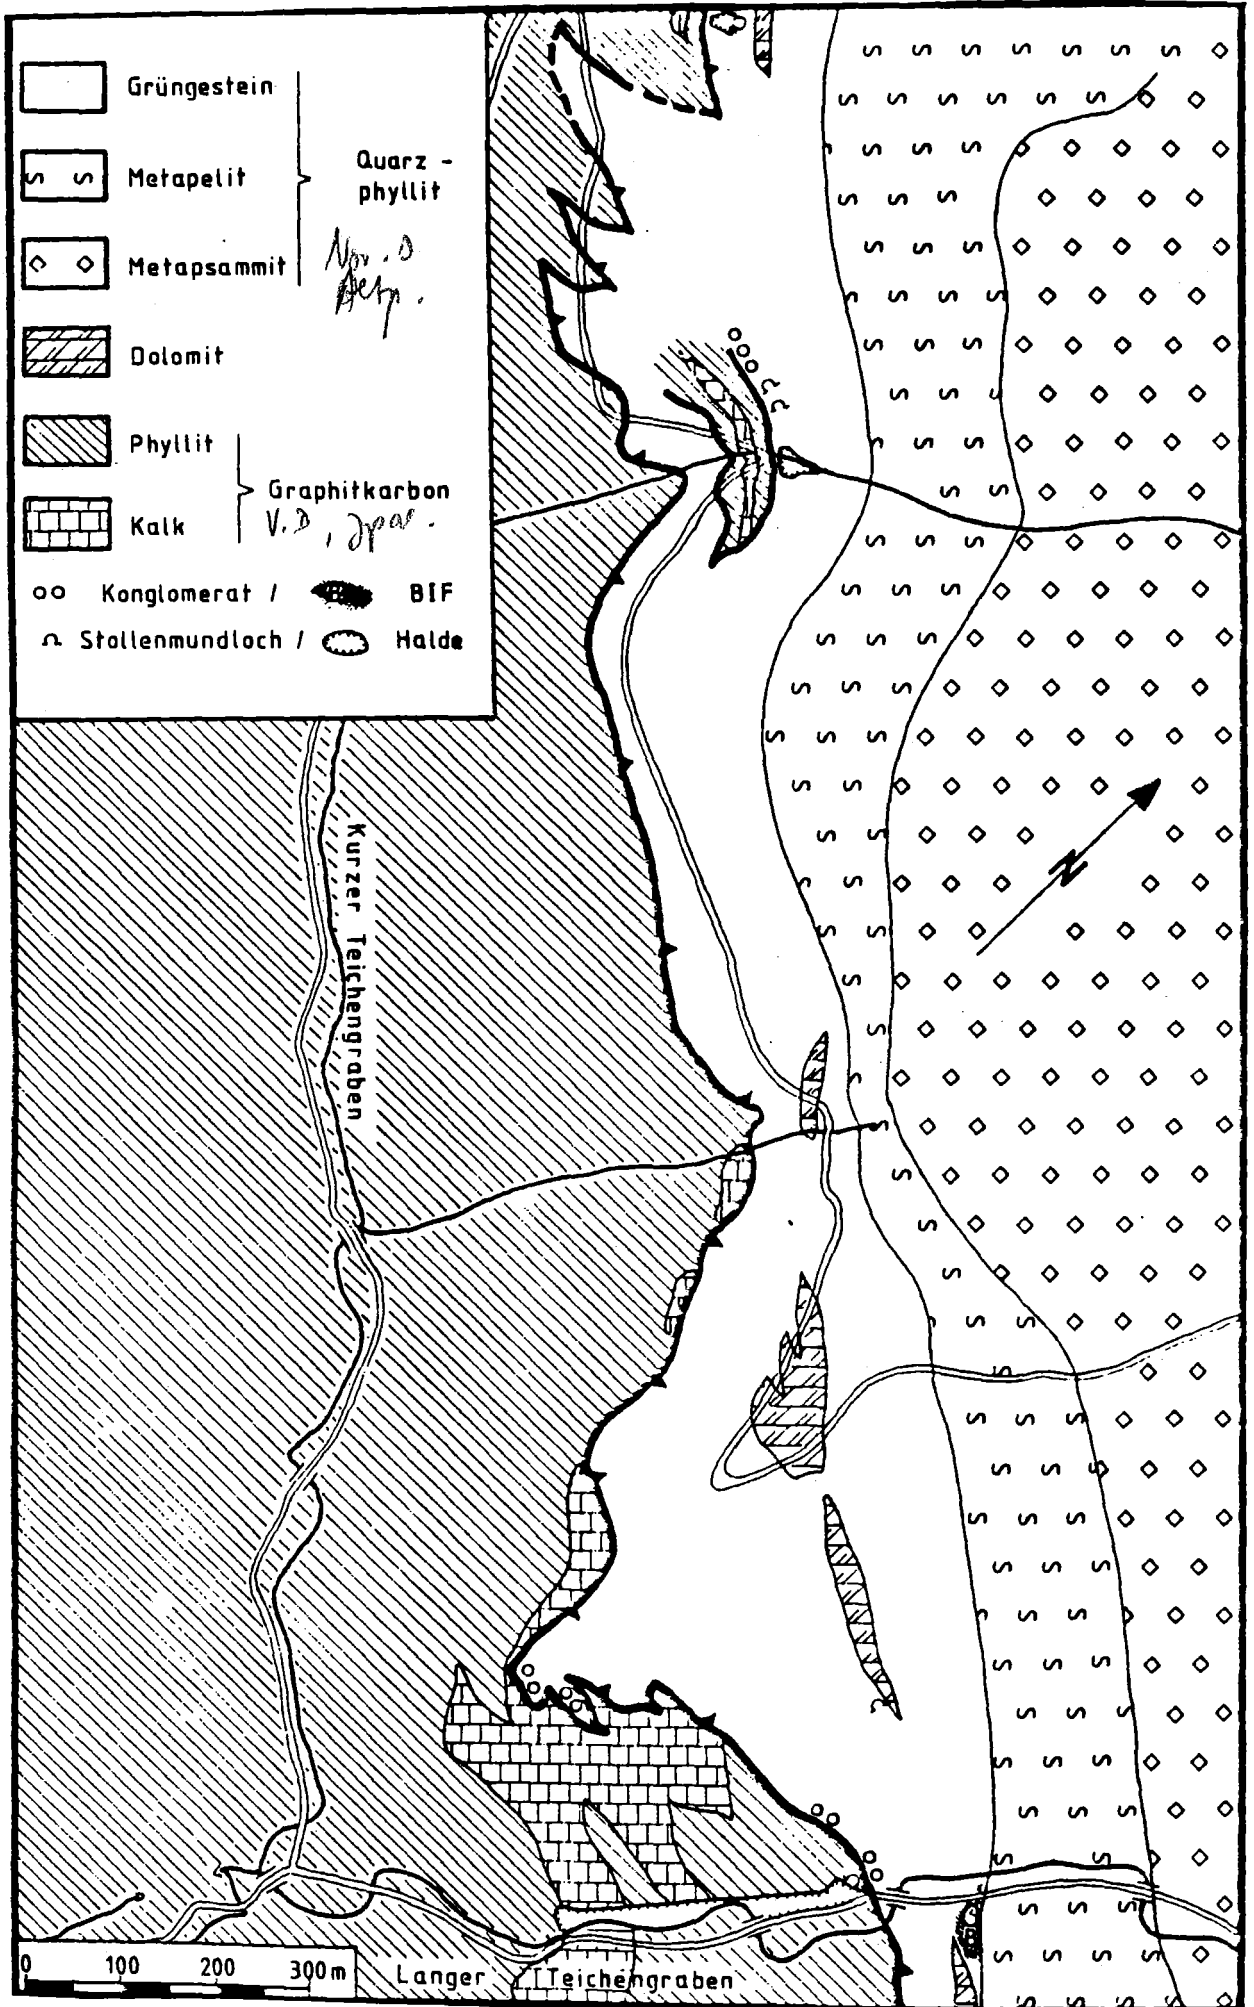 Grüngestein
Metapelit
Quarz -
phyllit
Metapsammit
Dolomit
Phyllit
Graphitkarbon
Kalk
Konglomerat / BIF
Stollenmundloch / Halde
N
Kurzer Teichengraben
0 100 200 300m
Langer Teichengraben